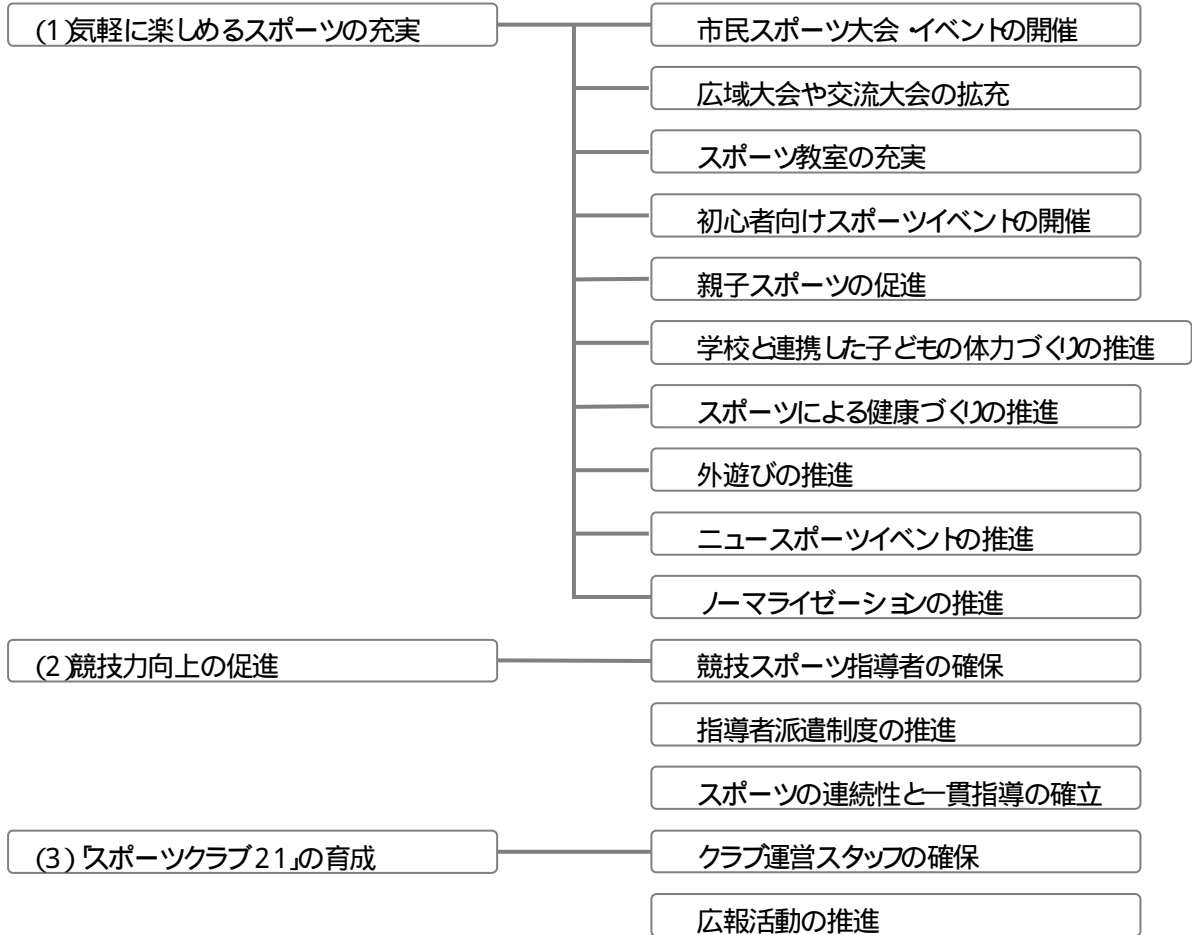 (1)気軽に楽しめるスポーツの充実
市民スポーツ大会・イベントの開催
広域大会や交流大会の拡充
スポーツ教室の充実
初心者向けスポーツイベントの開催
親子スポーツの促進
学校と連携した子どもの体力づくりの推進
スポーツによる健康づくりの推進
外遊びの推進
ニュースポーツイベントの推進
ノーマライゼーションの推進
(2)競技力向上の促進
競技スポーツ指導者の確保
指導者派遣制度の推進
スポーツの連続性と一貫指導の確立
(3)「スポーツクラブ21」の育成
クラブ運営スタッフの確保
広報活動の推進